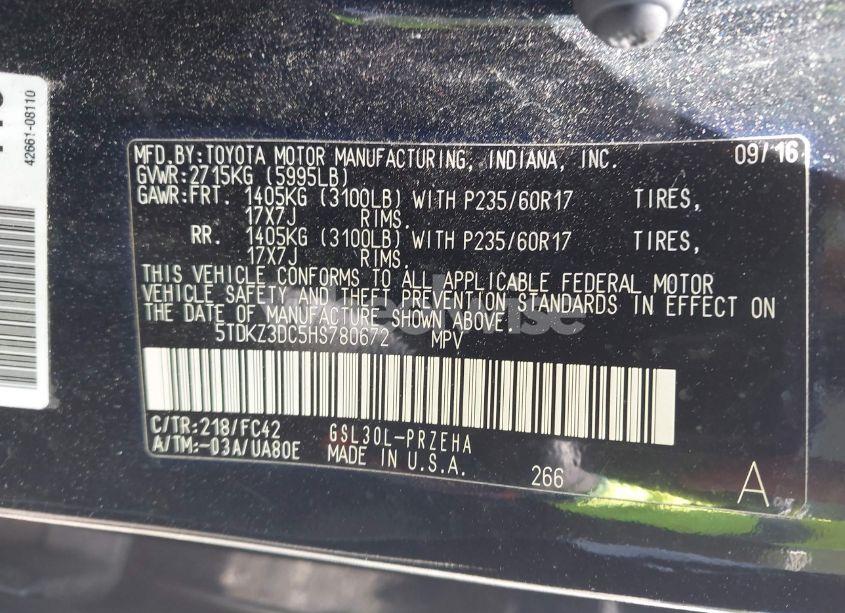 42661-08110
MFD.BY:TOYOTA MOTOR MANUFACTURING, INDIANA, INC. 09/16
GVWR:2715KG (5995LB)
GAWR:FRT. 1405KG (3100LB) WITH P235/60R17 TIRES,
17X7J RIMS.
RR. 1405KG (3100LB) WITH P235/60R17 TIRES,
17X7J RIMS.
THIS VEHICLE CONFORMS TO ALL APPLICABLE FEDERAL MOTOR
VEHICLE SAFETY AND THEFT PREVENTION STANDARDS IN EFFECT ON
THE DATE OF MANUFACTURE SHOWN ABOVE.
5TDKZ3DC5HS780672 MPV
C/TR:218/FC42 GSL30L-PRZEHA
A/TM:-03A/UA80E MADE IN U.S.A. 266 A